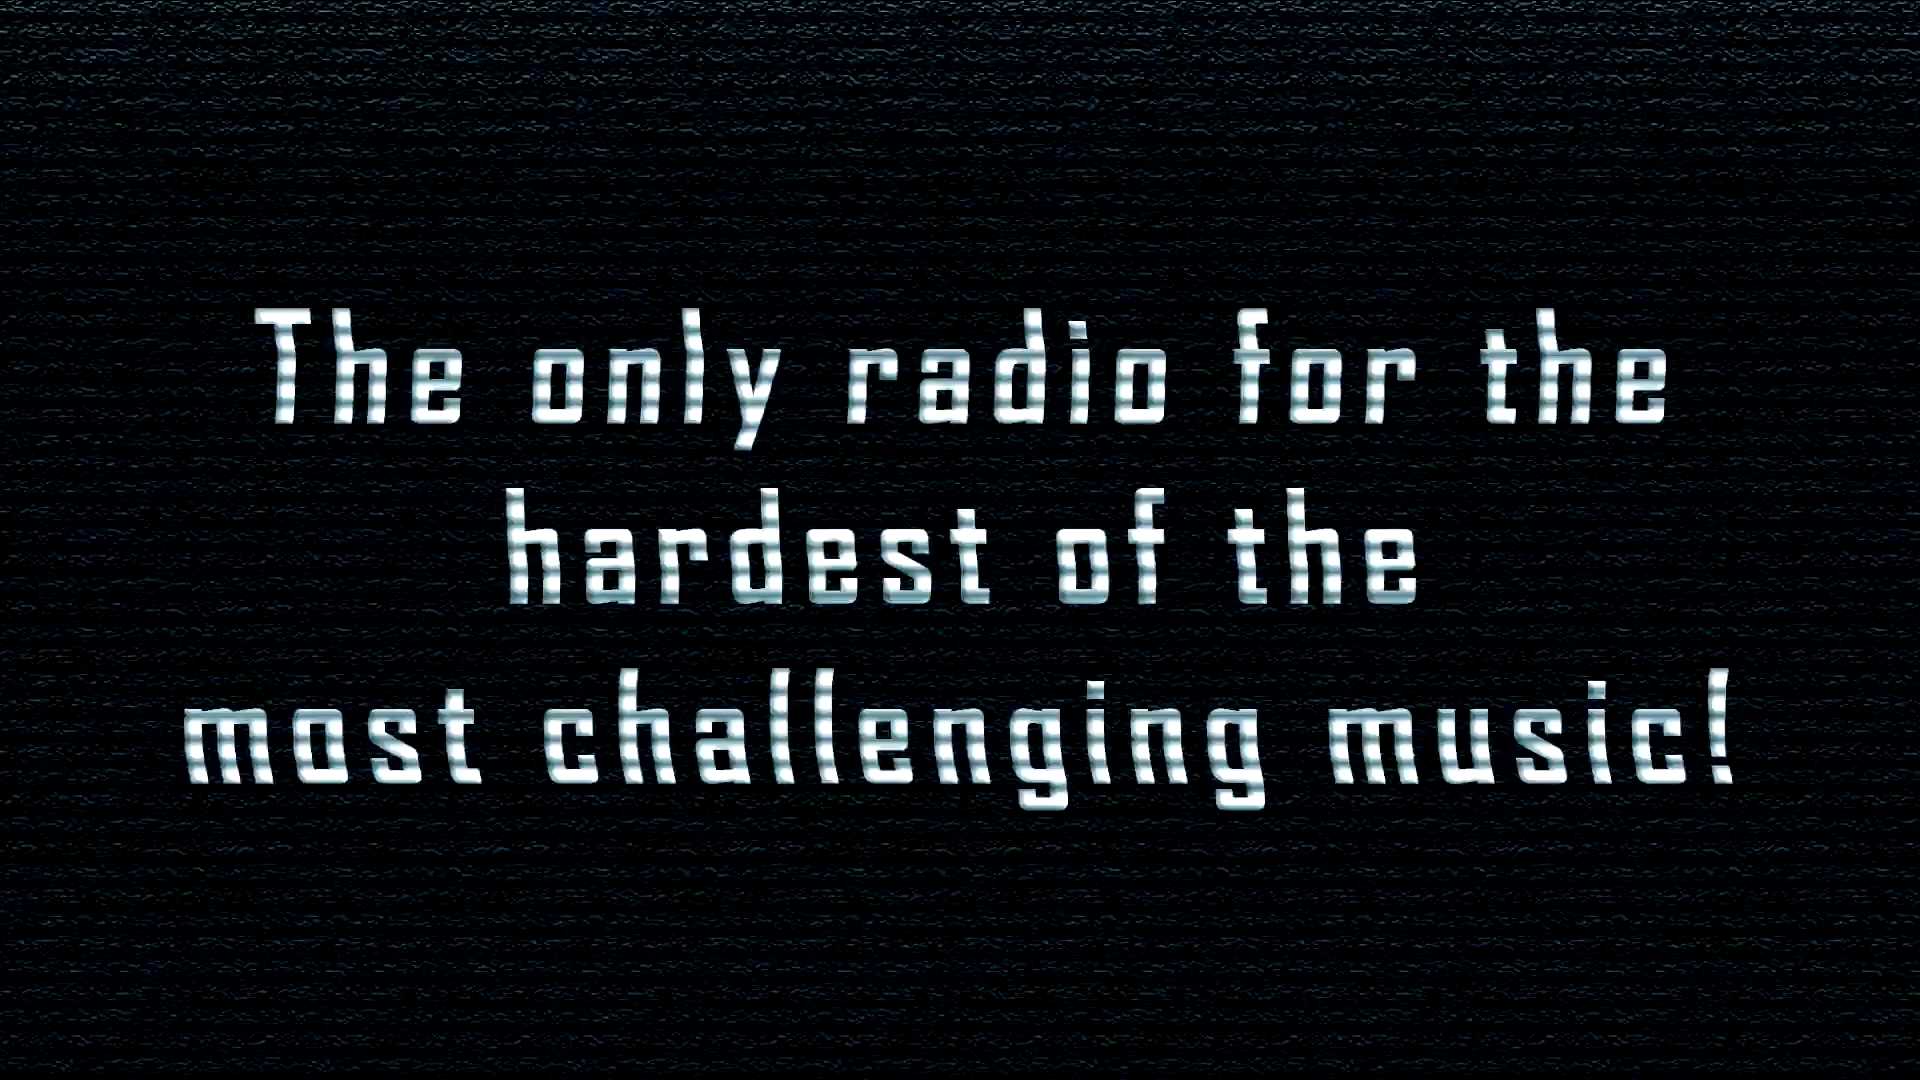 The only radio for the
hardest of the
most challenging music!